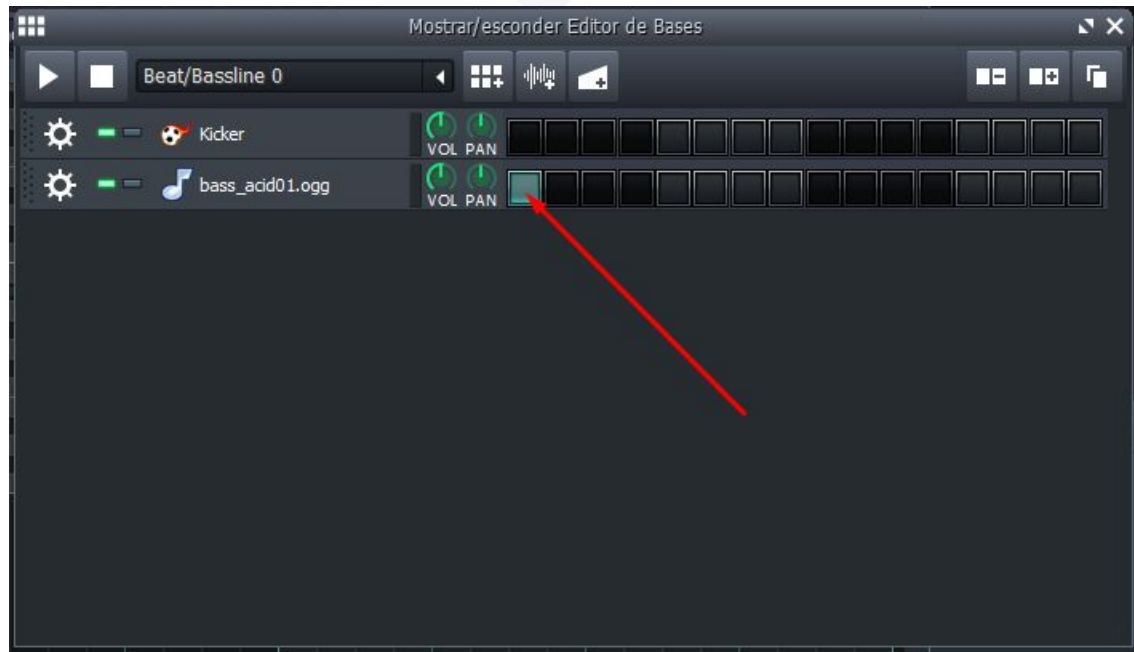 Mostrar/esconder Editor de Bases
Beat/Bassline 0
Kicker
VOL PAN
bass_acid01.ogg
VOL PAN